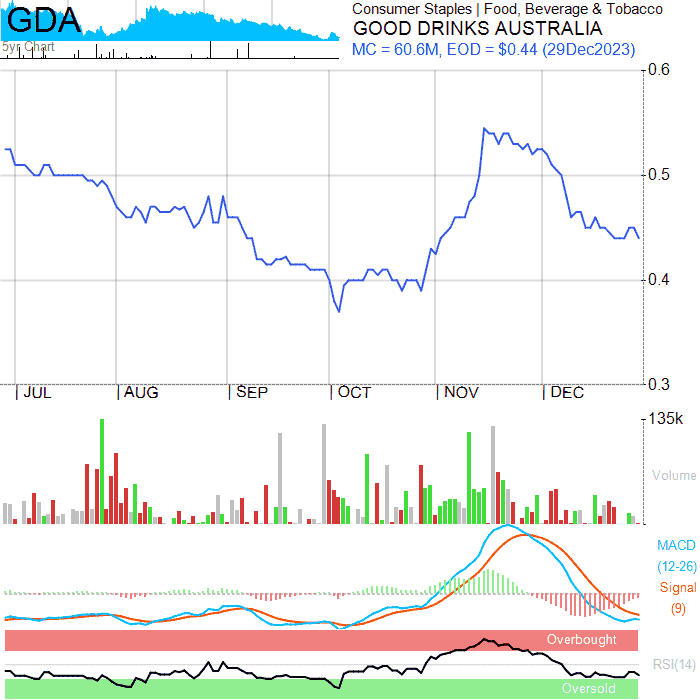 GDA
Consumer Staples | Food, Beverage & Tobacco
GOOD DRINKS AUSTRALIA
MC = 60.6M, EOD = $0.44 (29Dec2023)
5yr Chart
0.6
0.5
0.4
0.3
JUL AUG SEP OCT NOV DEC
135k
Volume
MACD
(12-26)
Signal
(9)
Overbought
RSI(14)
Oversold